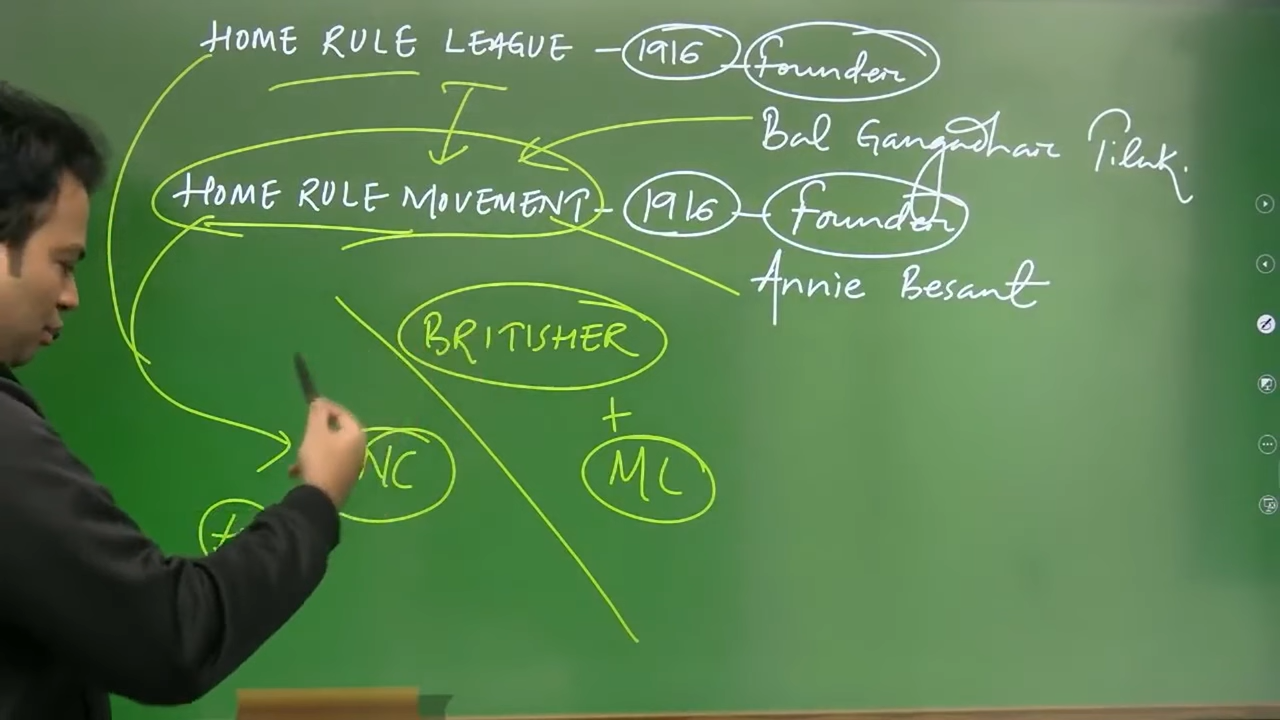 HOME RULE LEAGUE - 1916 - Founder
Bal Gangadhar Tilak.
HOME RULE MOVEMENT - 1916 - Founder
Annie Besant
BRITISHER
+
NC
ML